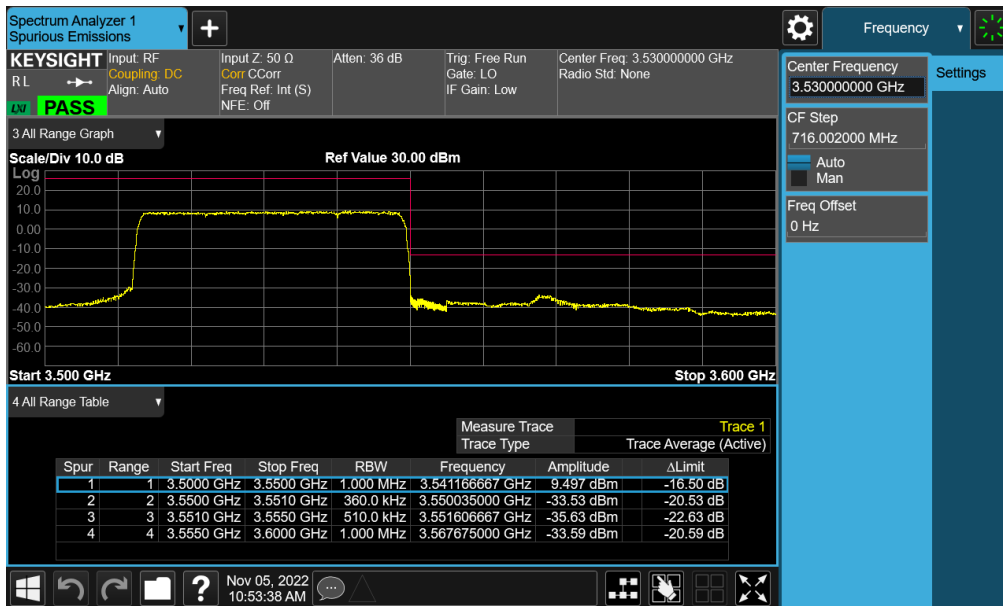 Spectrum Analyzer 1
Spurious Emissions
+
Frequency
KEYSIGHT
R L
LXI PASS
Input: RF
Coupling: DC
Align: Auto
Input Z: 50 Ω
Corr CCorr
Freq Ref: Int (S)
NFE: Off
Atten: 36 dB
Trig: Free Run
Gate: LO
IF Gain: Low
Center Freq: 3.530000000 GHz
Radio Std: None
Center Frequency
3.530000000 GHz
Settings
CF Step
716.002000 MHz
Auto
Man
Freq Offset
0 Hz
3 All Range Graph
Scale/Div 10.0 dB Ref Value 30.00 dBm
Log
20.0
10.0
0.00
-10.0
-20.0
-30.0
-40.0
-50.0
-60.0
Start 3.500 GHz Stop 3.600 GHz
4 All Range Table
Measure Trace Trace 1
Trace Type Trace Average (Active)
Spur Range Start Freq Stop Freq RBW Frequency Amplitude ΔLimit
1 1 3.5000 GHz 3.5500 GHz 1.000 MHz 3.541166667 GHz 9.497 dBm -16.50 dB
2 2 3.5500 GHz 3.5510 GHz 360.0 kHz 3.550035000 GHz -33.53 dBm -20.53 dB
3 3 3.5510 GHz 3.5550 GHz 510.0 kHz 3.551606667 GHz -35.63 dBm -22.63 dB
4 4 3.5550 GHz 3.6000 GHz 1.000 MHz 3.567675000 GHz -33.59 dBm -20.59 dB
?
Nov 05, 2022
10:53:38 AM